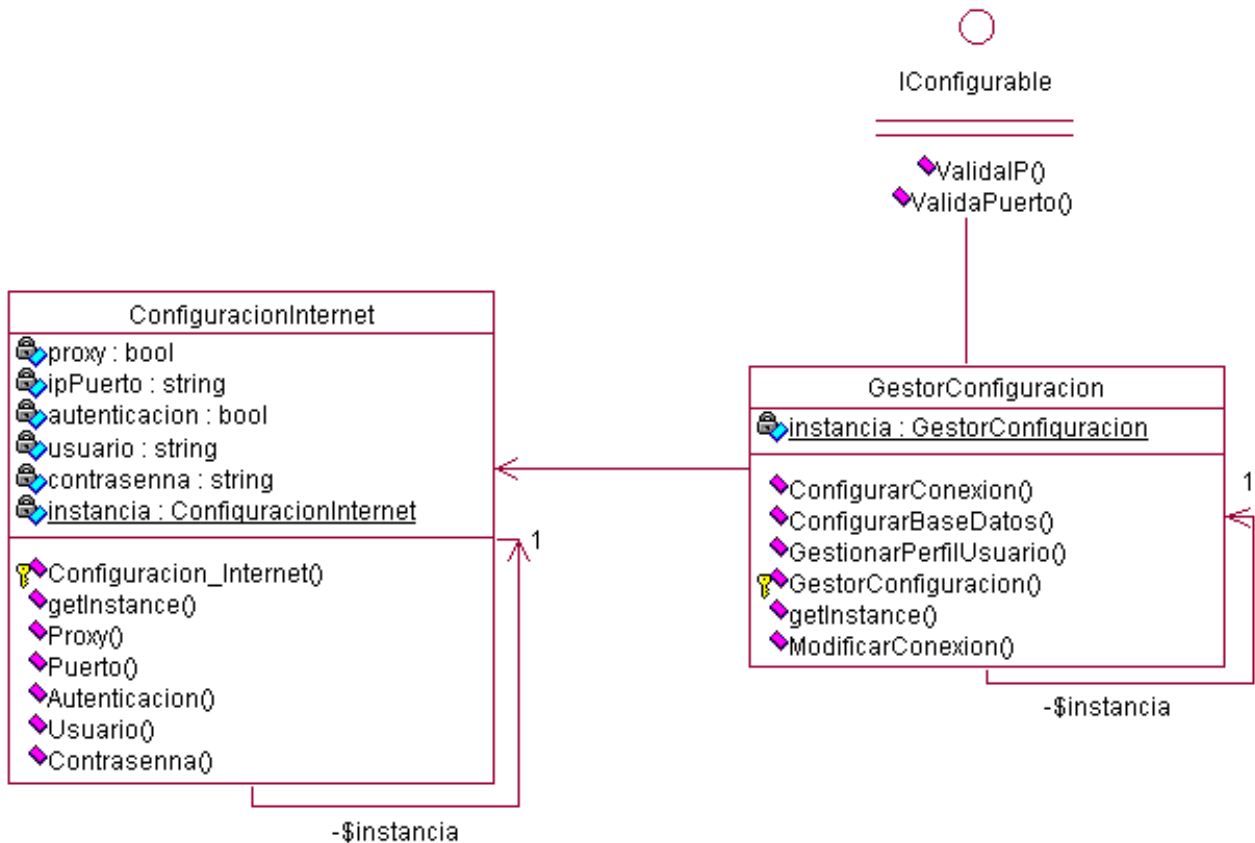 IConfigurable
ValidaIP()
ValidaPuerto()
ConfiguracionInternet
proxy : bool
ipPuerto : string
autenticacion : bool
usuario : string
contrasenna : string
instancia : ConfiguracionInternet
Configuracion_Internet()
getInstance()
Proxy()
Puerto()
Autenticacion()
Usuario()
Contrasenna()
1
-$instancia
GestorConfiguracion
instancia : GestorConfiguracion
ConfigurarConexion()
ConfigurarBaseDatos()
GestionarPerfilUsuario()
GestorConfiguracion()
getInstance()
ModificarConexion()
1
-$instancia